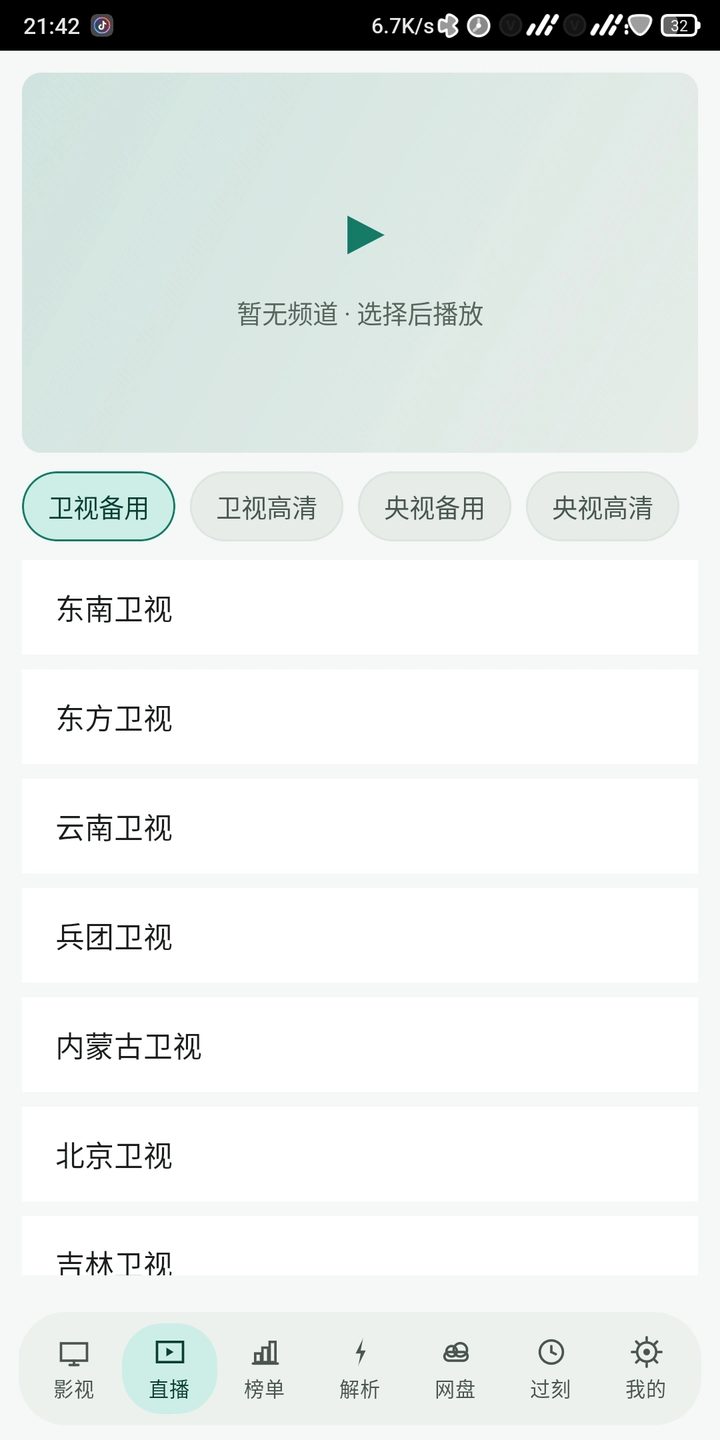 21:42 6.7K/s 32
暂无频道 · 选择后播放
卫视备用 卫视高清 央视备用 央视高清
东南卫视
东方卫视
云南卫视
兵团卫视
内蒙古卫视
北京卫视
吉林卫视
影视 直播 榜单 解析 网盘 过刻 我的